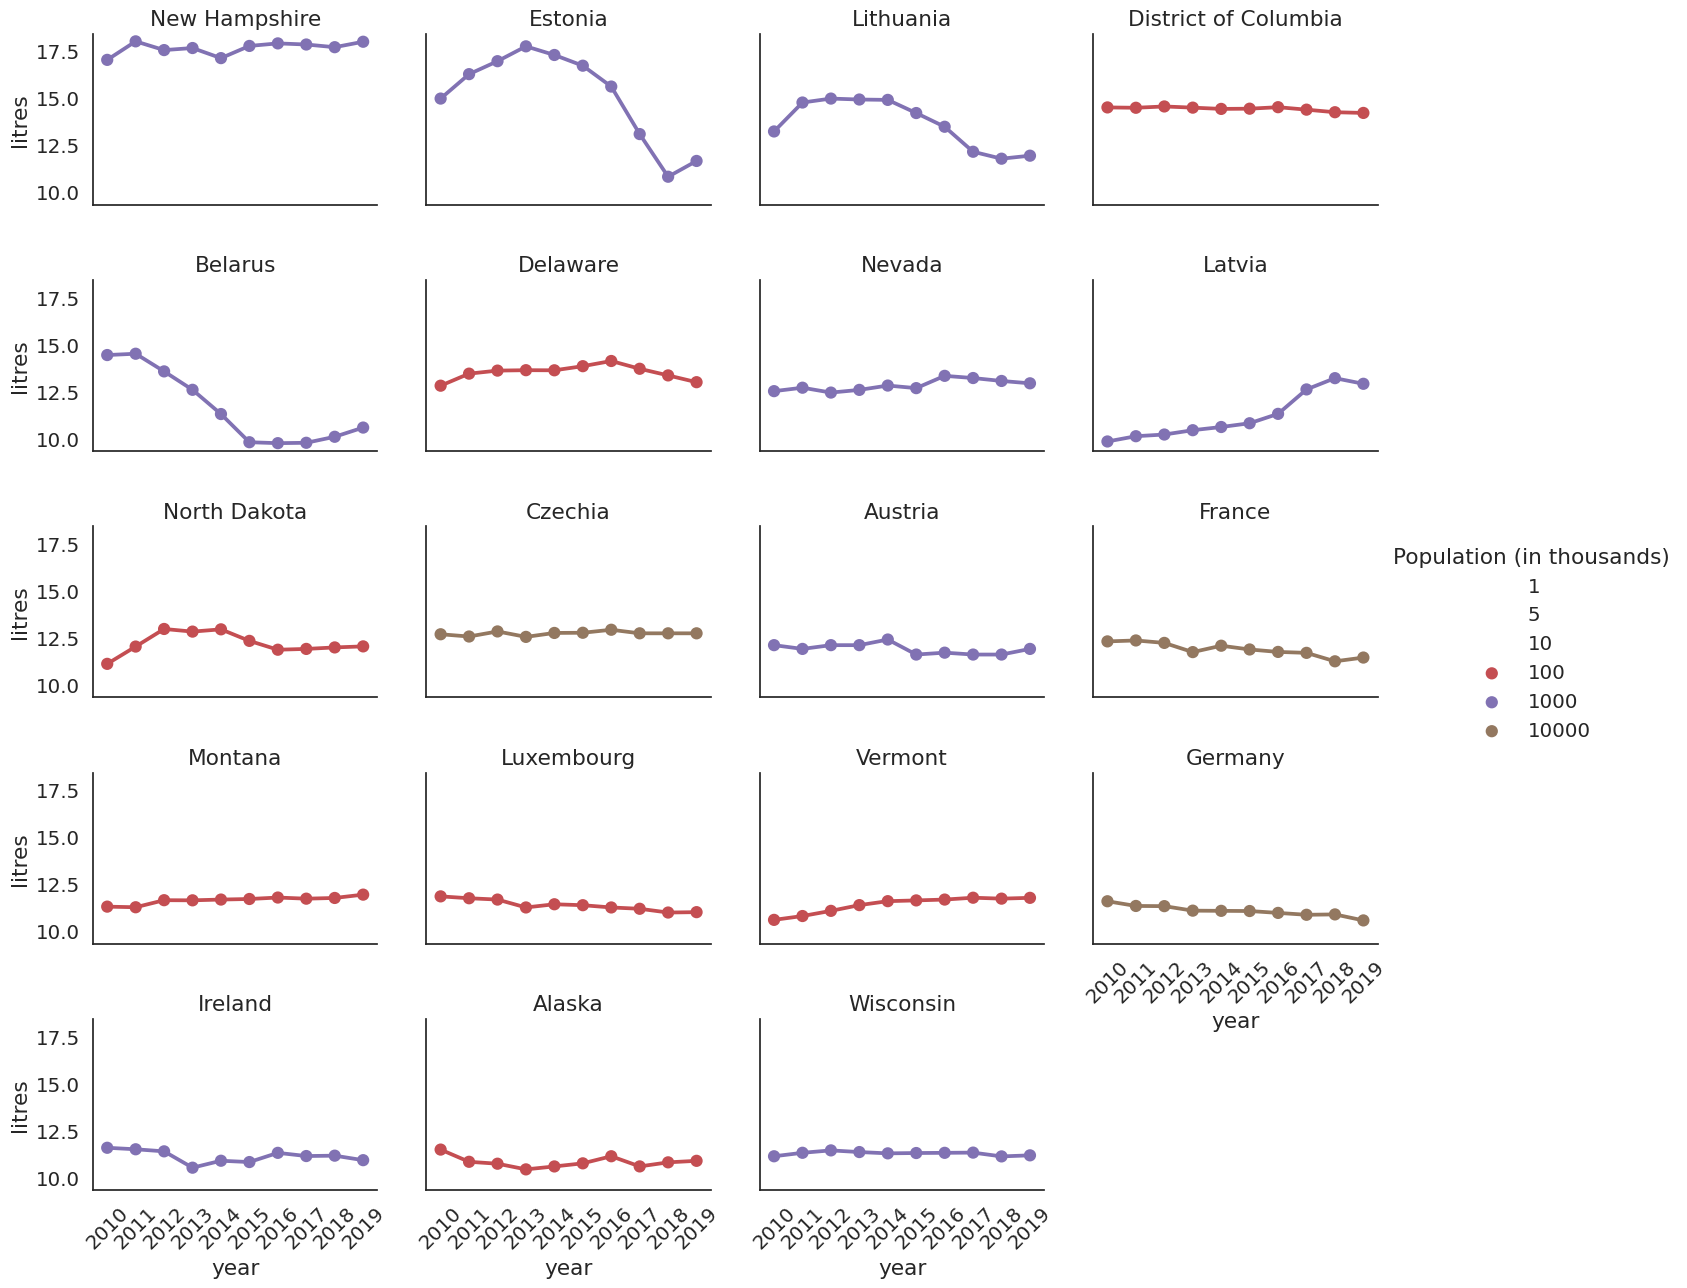 New Hampshire
Estonia
Lithuania
District of Columbia
17.5
15.0
12.5
10.0
litres
Belarus
Delaware
Nevada
Latvia
17.5
15.0
12.5
10.0
litres
North Dakota
Czechia
Austria
France
17.5
15.0
12.5
10.0
litres
Population (in thousands)
1
5
10
100
1000
10000
Montana
Luxembourg
Vermont
Germany
17.5
15.0
12.5
10.0
litres
2010 2011 2012 2013 2014 2015 2016 2017 2018 2019
year
Ireland
Alaska
Wisconsin
17.5
15.0
12.5
10.0
litres
2010 2011 2012 2013 2014 2015 2016 2017 2018 2019
year
2010 2011 2012 2013 2014 2015 2016 2017 2018 2019
year
2010 2011 2012 2013 2014 2015 2016 2017 2018 2019
year